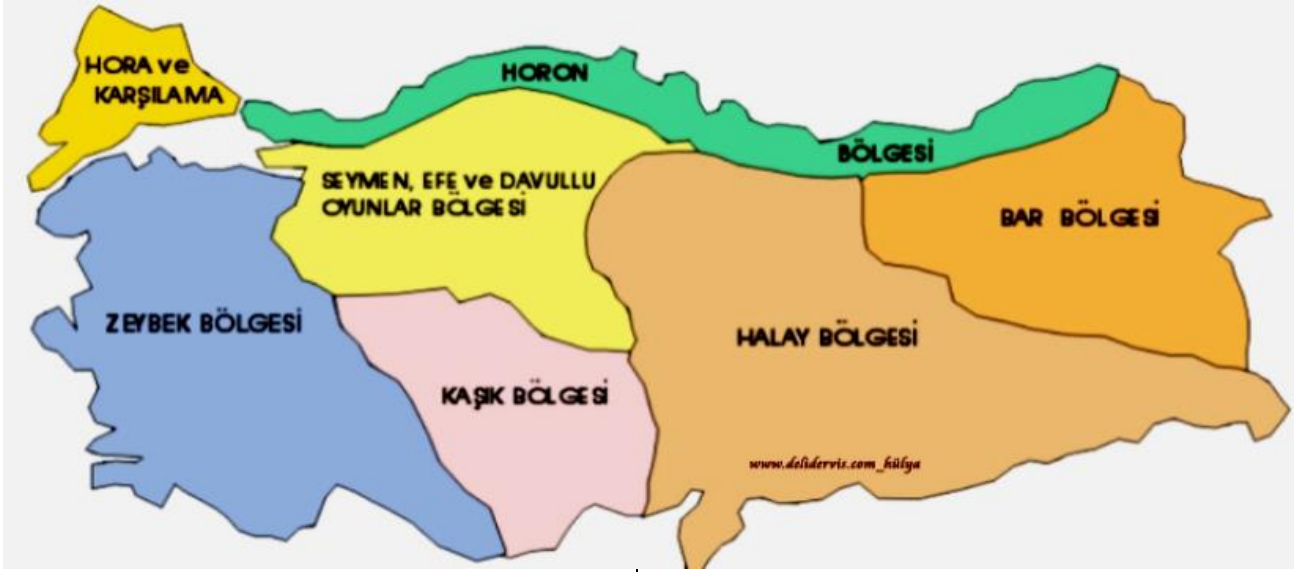 HORA ve
KARŞILAMA
HORON
BÖLGESİ
SEYMEN, EFE ve DAVULLU
OYUNLAR BÖLGESİ
BAR BÖLGESİ
ZEYBEK BÖLGESİ
HALAY BÖLGESİ
KAŞIK BÖLGESİ
www.delidervis.com_hülya